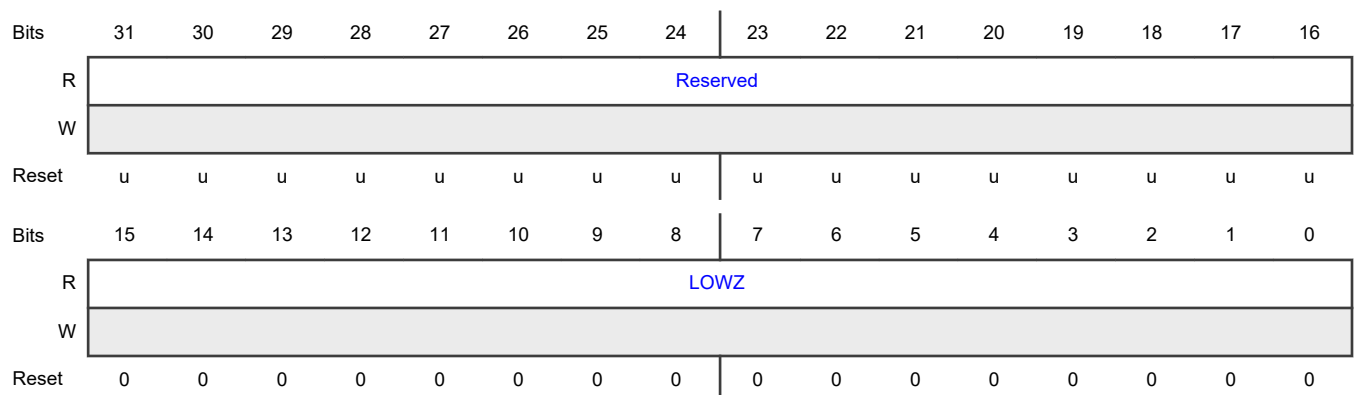 Bits 31 30 29 28 27 26 25 24 23 22 21 20 19 18 17 16
R Reserved
W
Reset u u u u u u u u u u u u u u u u
Bits 15 14 13 12 11 10 9 8 7 6 5 4 3 2 1 0
R LOWZ
W
Reset 0 0 0 0 0 0 0 0 0 0 0 0 0 0 0 0